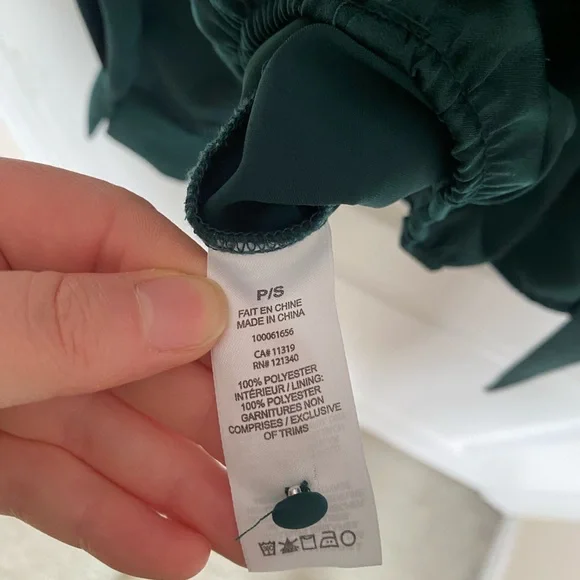 P/S
FAIT EN CHINE
MADE IN CHINA
100061656
CA# 11319
RN# 121340
100% POLYESTER
INTÉRIEUR / LINING:
100% POLYESTER
GARNITURES NON
COMPRISES / EXCLUSIVE
OF TRIMS